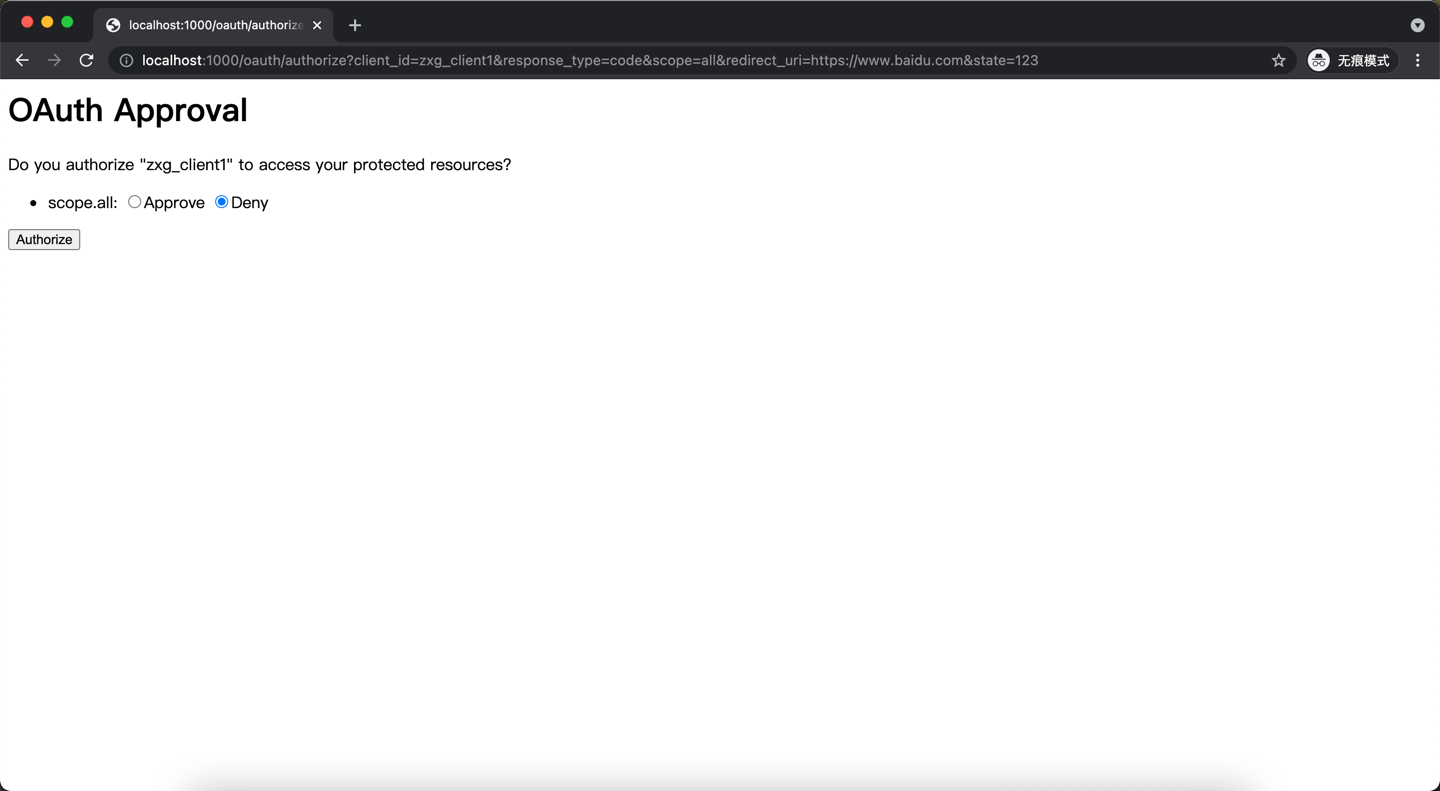 localhost:1000/oauth/authorize
localhost:1000/oauth/authorize?client_id=zxg_client1&response_type=code&scope=all&redirect_uri=https://www.baidu.com&state=123
无痕模式
OAuth Approval
Do you authorize "zxg_client1" to access your protected resources?
scope.all: Approve Deny
Authorize